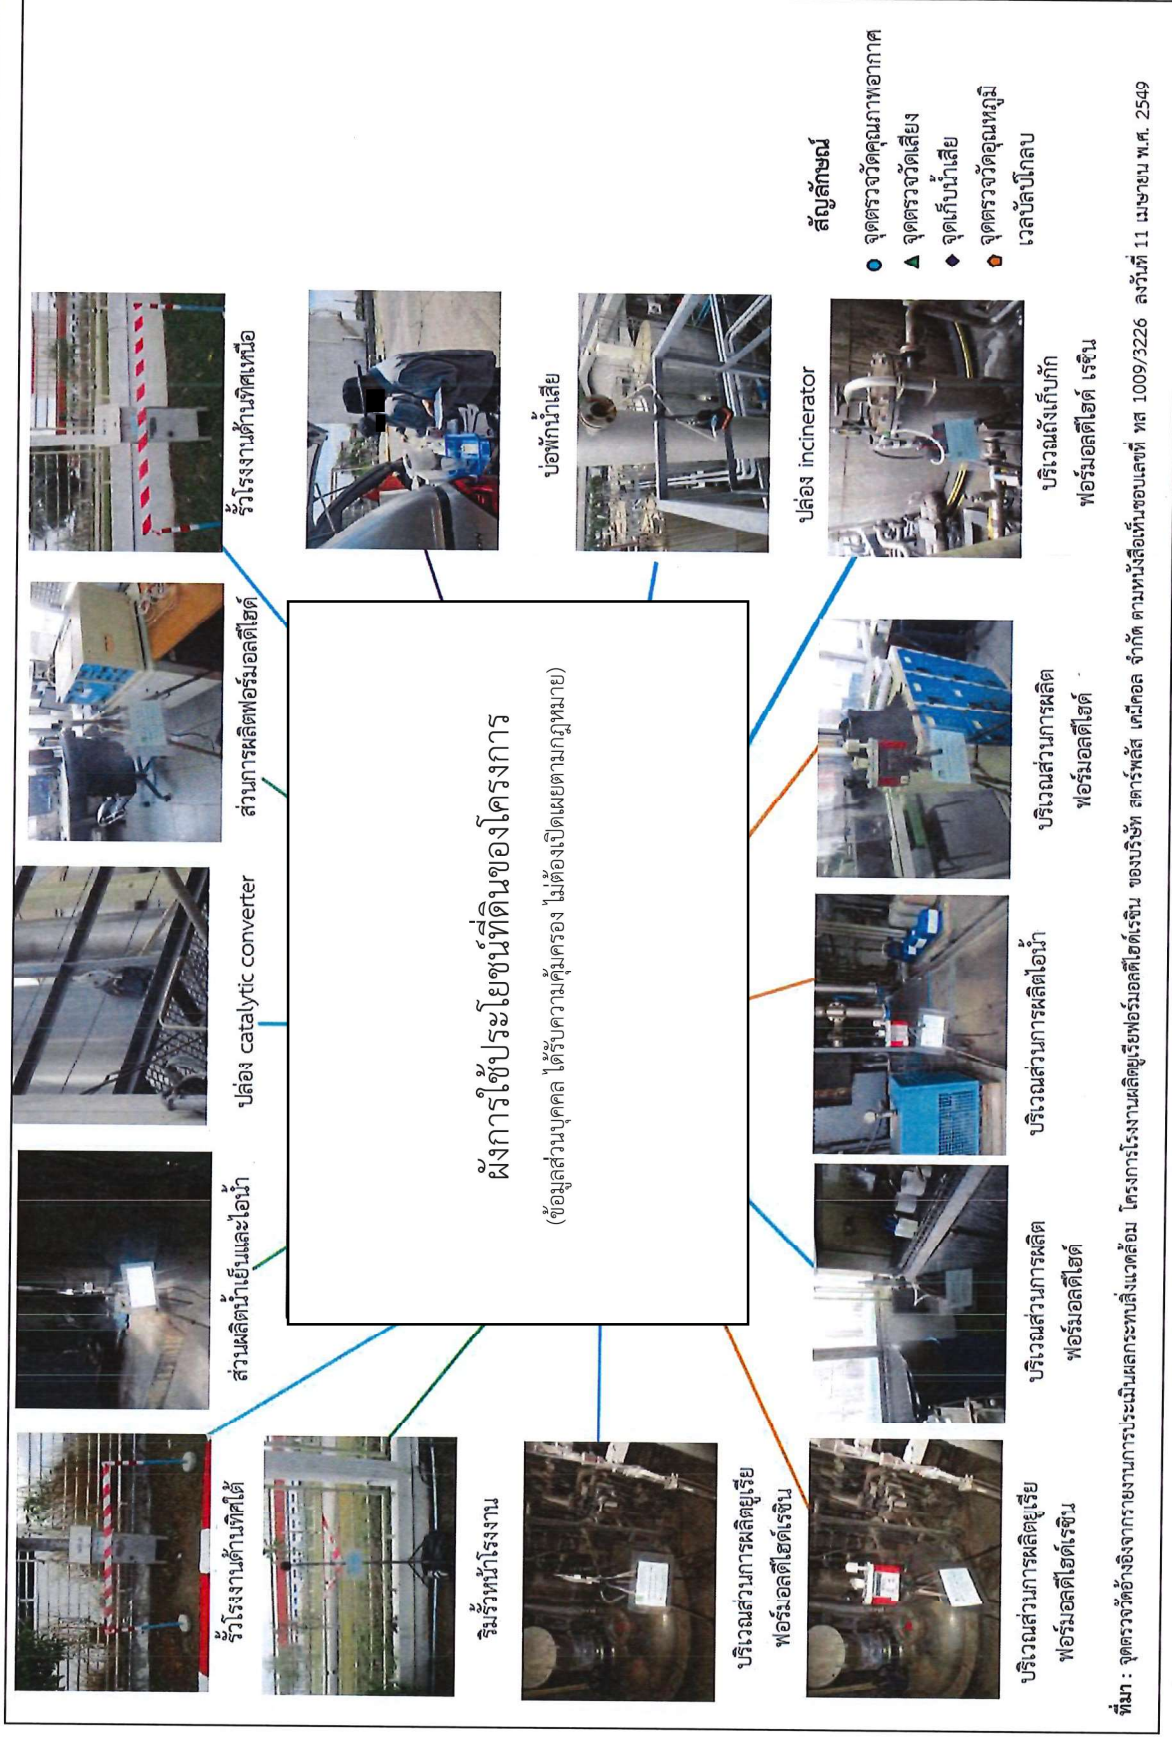 รั้วโรงงานด้านทิศใต้
ส่วนผลิตน้ำเย็นและไอน้ำ
ปล่อง catalytic converter
ส่วนการผลิตฟอร์มอลดีไฮด์
รั้วโรงงานด้านทิศเหนือ
ริมรั้วหน้าโรงงาน
บ่อพักน้ำเสีย
ผังการใช้ประโยชน์ที่ดินของโครงการ
(ข้อมูลส่วนบุคคล ได้รับความคุ้มครอง ไม่ต้องเปิดเผยตามกฎหมาย)
บริเวณส่วนการผลิตยูเรีย
ฟอร์มอลดีไฮด์เรซิน
ปล่อง incinerator
สัญลักษณ์
จุดตรวจวัดคุณภาพอากาศ
จุดตรวจวัดเสียง
จุดเก็บน้ำเสีย
จุดตรวจวัดอุณหภูมิ
เวลบัลบ์โกลบ
บริเวณส่วนการผลิตยูเรีย
ฟอร์มอลดีไฮด์เรซิน
บริเวณส่วนการผลิต
ฟอร์มอลดีไฮด์
บริเวณส่วนการผลิตไอน้ำ
บริเวณส่วนการผลิต
ฟอร์มอลดีไฮด์
บริเวณถังเก็บกัก
ฟอร์มอลดีไฮด์ เรซิน
ที่มา : จุดตรวจวัดอ้างอิงจากรายงานการประเมินผลกระทบสิ่งแวดล้อม โครงการโรงงานผลิตยูเรียฟอร์มอลดีไฮด์เรซิน ของบริษัท สตาร์พลัส เคมีคอล จำกัด ตามหนังสือเห็นชอบเลขที่ ทส 1009/3226 ลงวันที่ 11 เมษายน พ.ศ. 2549